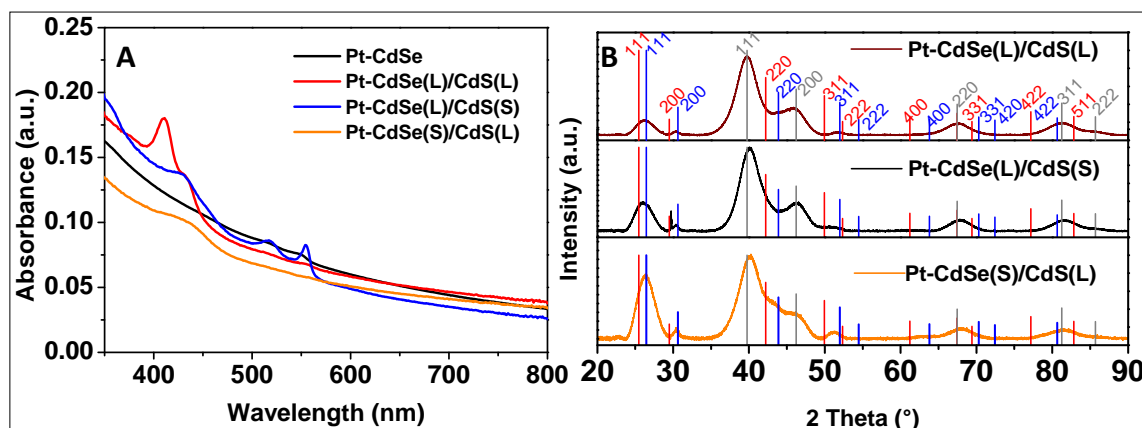 A
Absorbance (a.u.)
0.25
0.20
0.15
0.10
0.05
0.00
Pt-CdSe
Pt-CdSe(L)/CdS(L)
Pt-CdSe(L)/CdS(S)
Pt-CdSe(S)/CdS(L)
400 500 600 700 800
Wavelength (nm)
B
Intensity (a.u.)
Pt-CdSe(L)/CdS(L)
111 111 200 200 111 220 220 200 311 311 222 222 400 400 220 331 331 420 422 422 311 511 222
Pt-CdSe(L)/CdS(S)
Pt-CdSe(S)/CdS(L)
20 30 40 50 60 70 80 90
2 Theta (°)